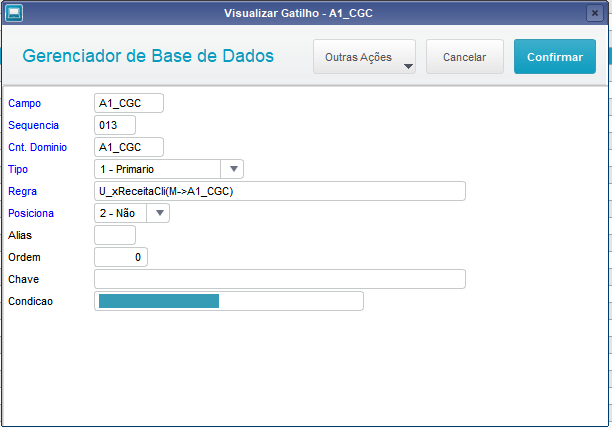 Visualizar Gatilho - A1_CGC
Gerenciador de Base de Dados
Outras Ações
Cancelar
Confirmar
Campo A1_CGC
Sequencia 013
Cnt. Dominio A1_CGC
Tipo 1 - Primario
Regra U_xReceitaCli(M->A1_CGC)
Posiciona 2 - Não
Alias
Ordem 0
Chave
Condicao